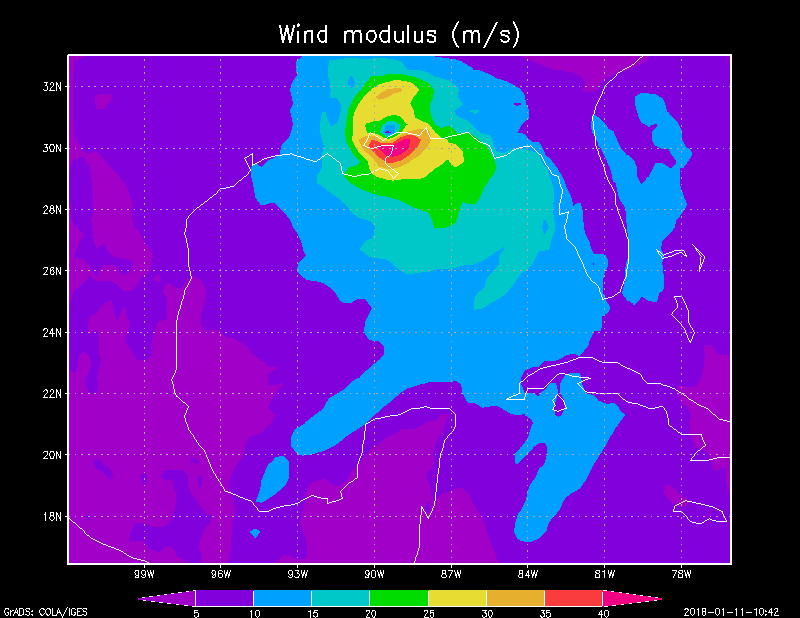 Wind modulus (m/s)
32N
30N
28N
26N
24N
22N
20N
18N
99W 96W 93W 90W 87W 84W 81W 78W
5 10 15 20 25 30 35 40
GrADS: COLA/IGES 2018-01-11-10:42